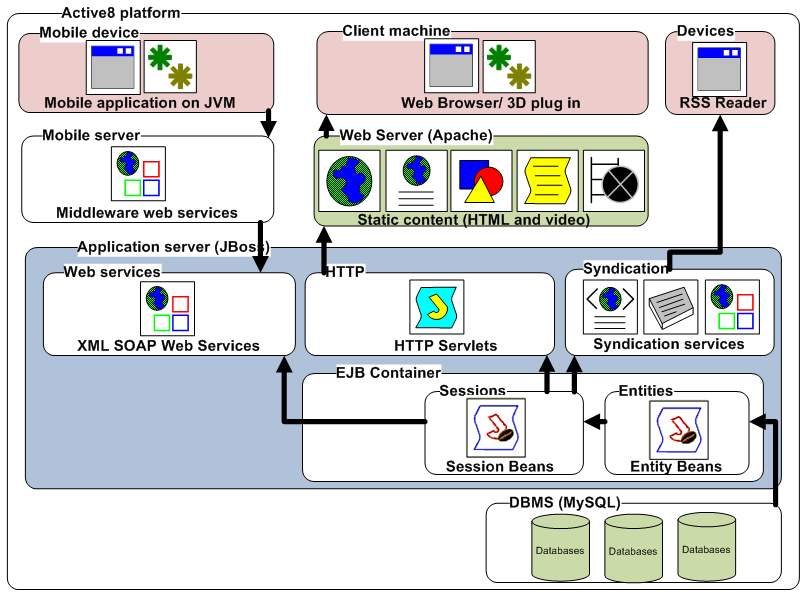 Active8 platform
Mobile device
Mobile application on JVM
Client machine
Web Browser/ 3D plug in
Devices
RSS Reader
Mobile server
Middleware web services
Web Server (Apache)
Static content (HTML and video)
Application server (JBoss)
Web services
XML SOAP Web Services
HTTP
HTTP Servlets
Syndication
Syndication services
EJB Container
Sessions
Session Beans
Entities
Entity Beans
DBMS (MySQL)
Databases
Databases
Databases